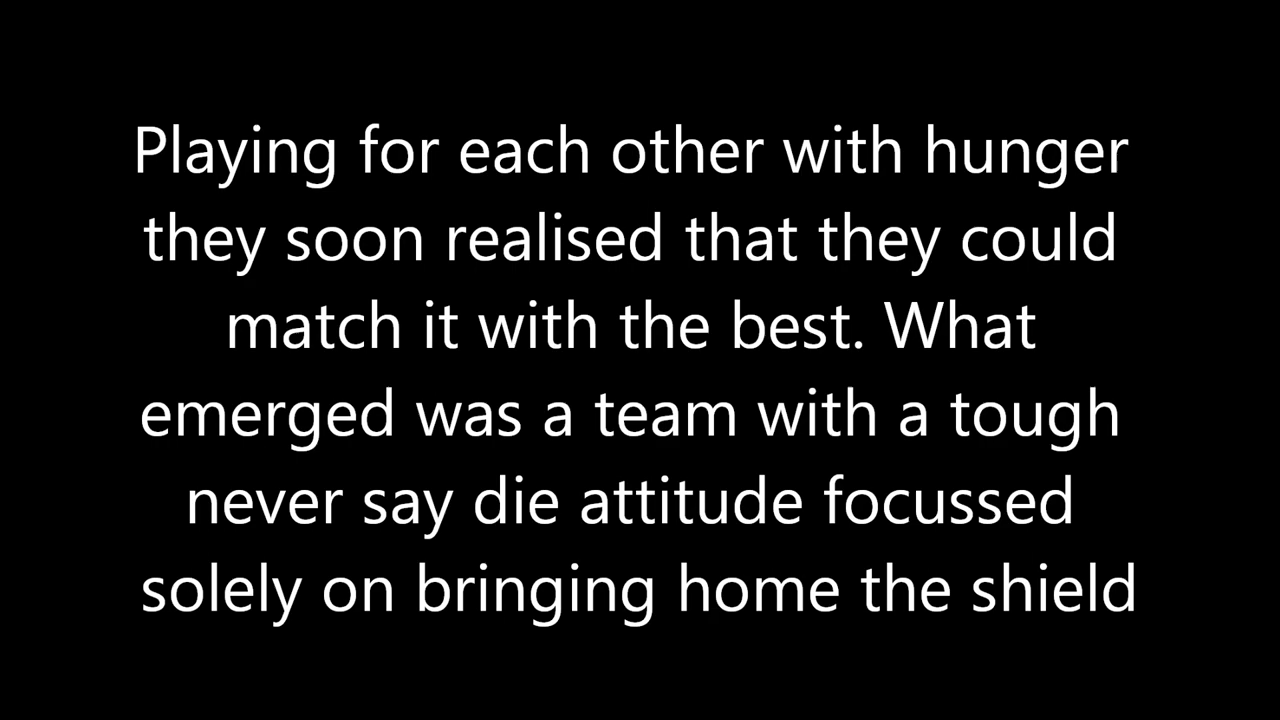 Playing for each other with hunger
they soon realised that they could
match it with the best. What
emerged was a team with a tough
never say die attitude focussed
solely on bringing home the shield